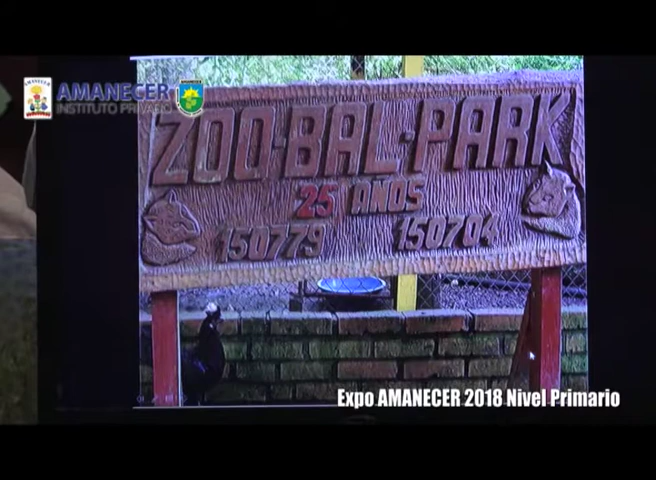 AMANECER
INSTITUTO PRIVADO
ZOO-BAL-PARK
25 AÑOS
150779 150704
Expo AMANECER 2018 Nivel Primario